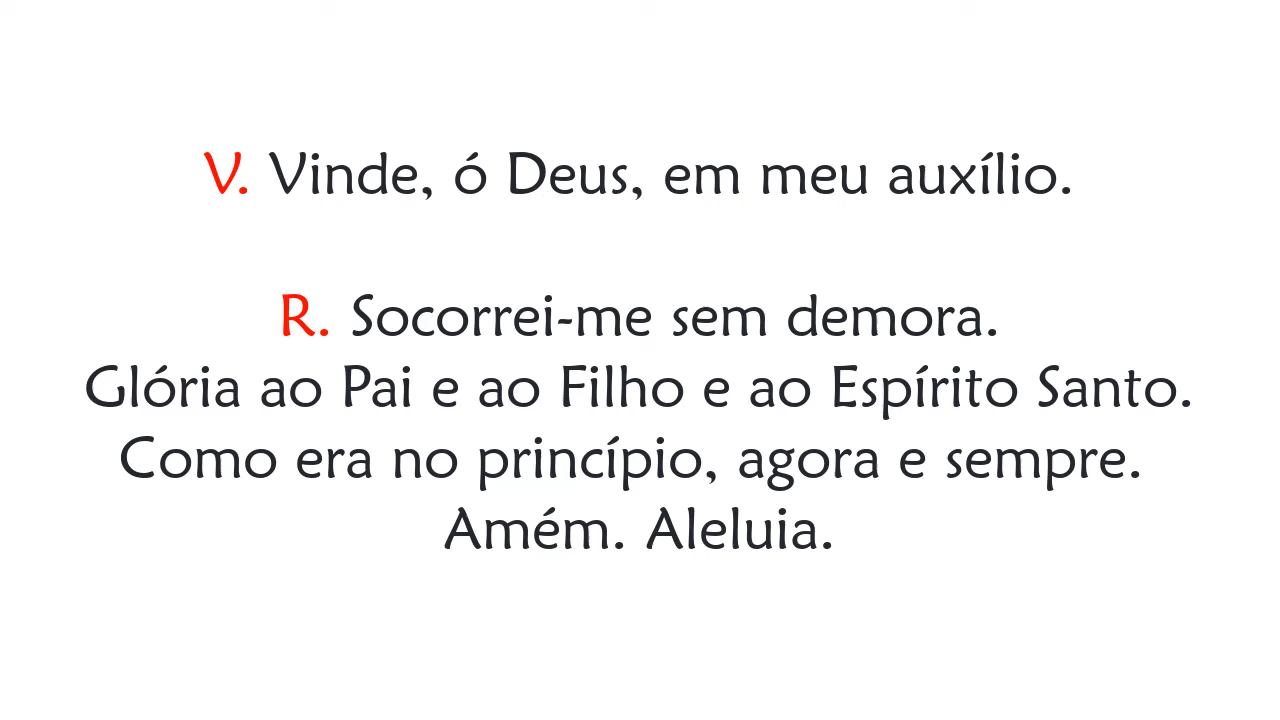 V. Vinde, ó Deus, em meu auxílio.
R. Socorrei-me sem demora.
Glória ao Pai e ao Filho e ao Espírito Santo.
Como era no princípio, agora e sempre.
Amém. Aleluia.